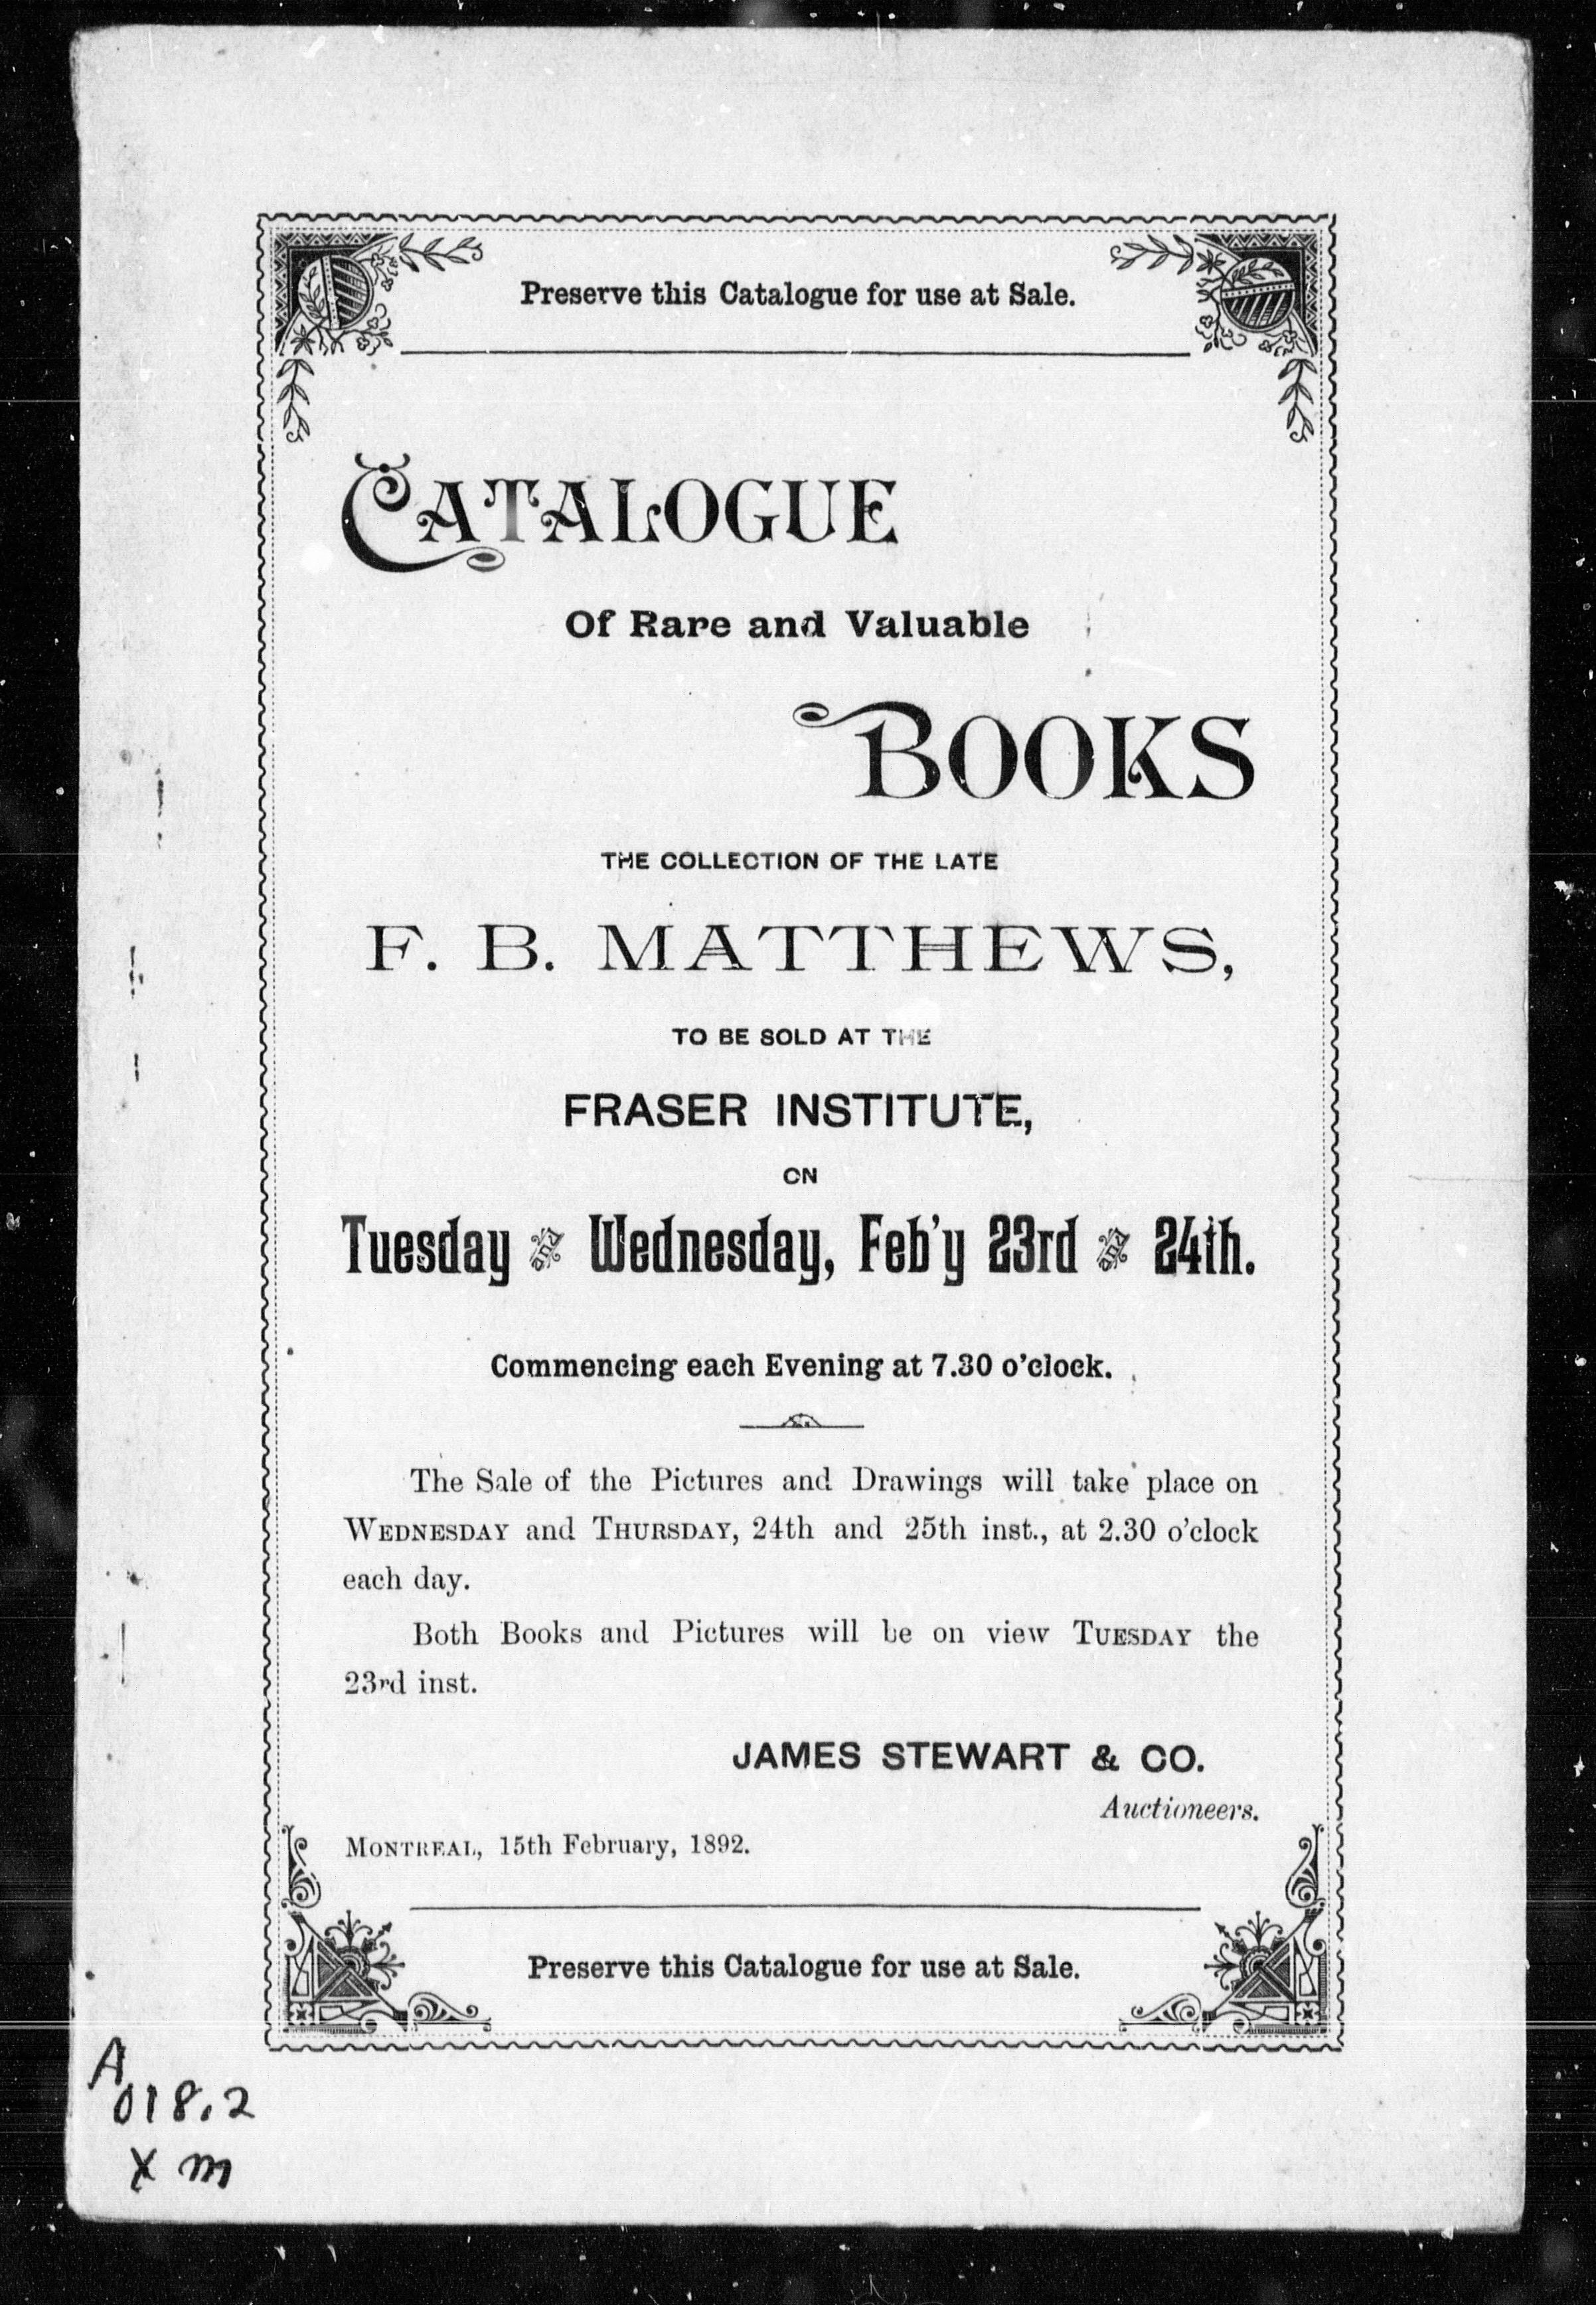 Preserve this Catalogue for use at Sale.
CATALOGUE
Of Rare and Valuable
BOOKS
THE COLLECTION OF THE LATE
F. B. MATTHEWS,
TO BE SOLD AT THE
FRASER INSTITUTE,
ON
Tuesday and Wednesday, Feb'y 23rd and 24th.
Commencing each Evening at 7.30 o'clock.
The Sale of the Pictures and Drawings will take place on
WEDNESDAY and THURSDAY, 24th and 25th inst., at 2.30 o'clock
each day.
Both Books and Pictures will be on view TUESDAY the
23rd inst.
JAMES STEWART & CO.
Auctioneers.
MONTREAL, 15th February, 1892.
Preserve this Catalogue for use at Sale.
A
018.2
X m